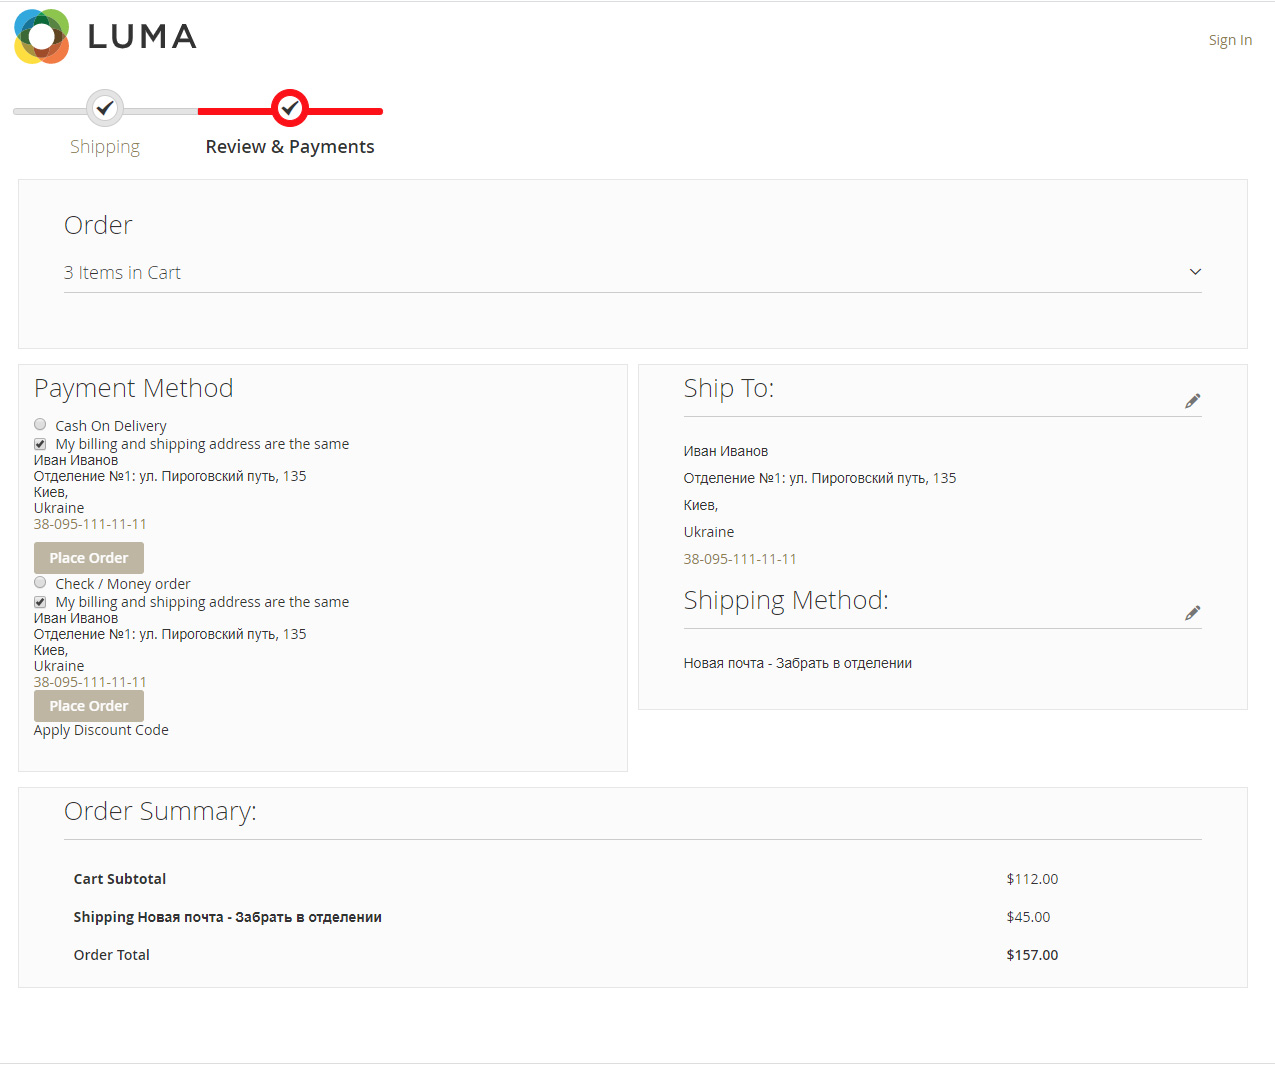 LUMA
Sign In
Shipping
Review & Payments
Order
3 Items in Cart
Payment Method
Cash On Delivery
My billing and shipping address are the same
Иван Иванов
Отделение №1: ул. Пироговский путь, 135
Киев,
Ukraine
38-095-111-11-11
Place Order
Check / Money order
My billing and shipping address are the same
Иван Иванов
Отделение №1: ул. Пироговский путь, 135
Киев,
Ukraine
38-095-111-11-11
Place Order
Apply Discount Code
Ship To:
Иван Иванов
Отделение №1: ул. Пироговский путь, 135
Киев,
Ukraine
38-095-111-11-11
Shipping Method:
Новая почта - Забрать в отделении
Order Summary:
Cart Subtotal $112.00
Shipping Новая почта - Забрать в отделении $45.00
Order Total $157.00